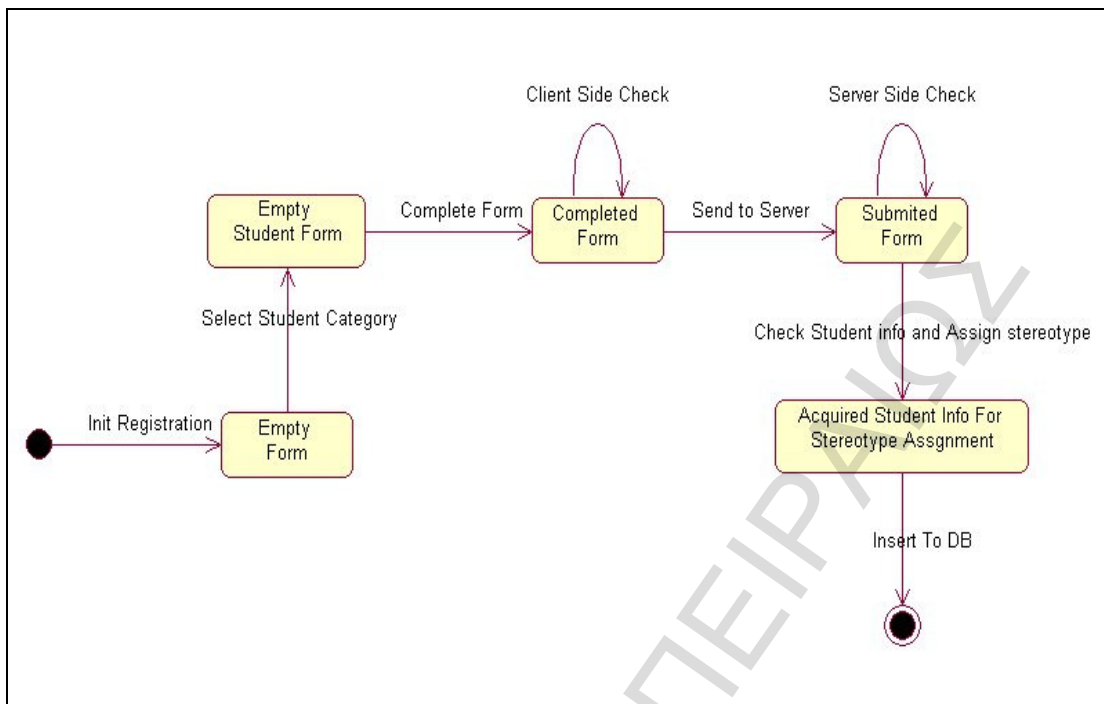 Client Side Check
Server Side Check
Empty
Student Form
Complete Form
Completed
Form
Send to Server
Submited
Form
Select Student Category
Check Student info and Assign stereotype
Init Registration
Empty
Form
Acquired Student Info For
Stereotype Assgnment
Insert To DB
ΠΕΙΡΑΙΩΣ